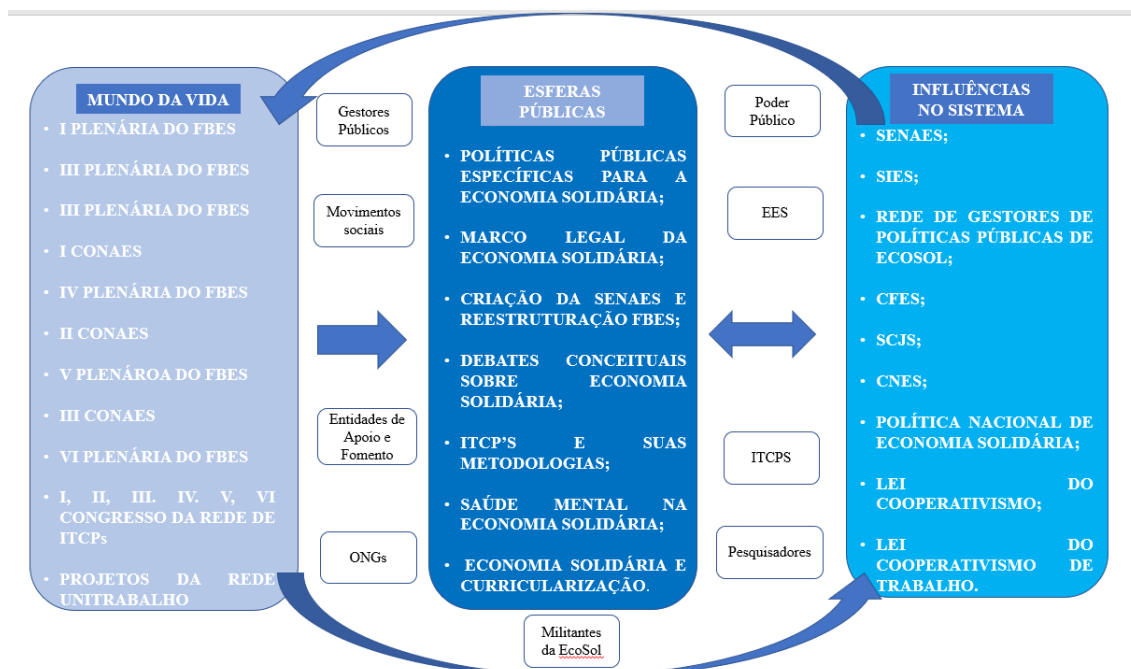 MUNDO DA VIDA
• I PLENÁRIA DO FBES
• III PLENÁRIA DO FBES
• III PLENÁRIA DO FBES
• I CONAES
• IV PLENÁRIA DO FBES
• II CONAES
• V PLENÁROA DO FBES
• III CONAES
• VI PLENÁRIA DO FBES
• I, II, III. IV. V, VI
CONGRESSO DA REDE DE
ITCPs
• PROJETOS DA REDE
UNITRABALHO
Gestores
Públicos
Movimentos
sociais
Entidades de
Apoio e
Fomento
ONGs
ESFERAS
PÚBLICAS
• POLÍTICAS PÚBLICAS
ESPECÍFICAS PARA A
ECONOMIA SOLIDÁRIA;
• MARCO LEGAL DA
ECONOMIA SOLIDÁRIA;
• CRIAÇÃO DA SENAES E
REESTRUTURAÇÃO FBES;
• DEBATES CONCEITUAIS
SOBRE ECONOMIA
SOLIDÁRIA;
• ITCP'S E SUAS
METODOLOGIAS;
• SAÚDE MENTAL NA
ECONOMIA SOLIDÁRIA;
• ECONOMIA SOLIDÁRIA E
CURRICULARIZAÇÃO.
Militantes
da EcoSol
Poder
Público
EES
ITCPS
Pesquisadores
INFLUÊNCIAS
NO SISTEMA
• SENAES;
• SIES;
• REDE DE GESTORES DE
POLÍTICAS PÚBLICAS DE
ECOSOL;
• CFES;
• SCJS;
• CNES;
• POLÍTICA NACIONAL DE
ECONOMIA SOLIDÁRIA;
• LEI DO
COOPERATIVISMO;
• LEI DO
COOPERATIVISMO DE
TRABALHO.